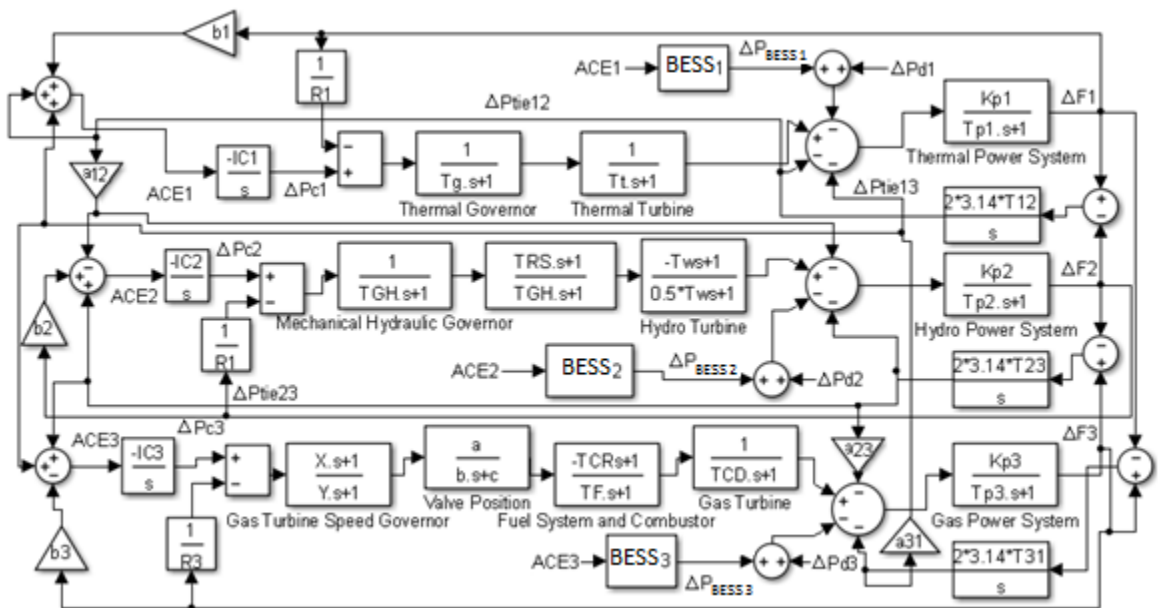 b1
1
R1
ACE1
BESS1
ΔPBESS1
ΔPd1
ΔPtie12
Kp1
Tp1.s+1
ΔF1
Thermal Power System
a12
ACE1
-IC1
s
ΔPc1
1
Tg.s+1
Thermal Governor
1
Tt.s+1
Thermal Turbine
ΔPtie13
2*3.14*T12
s
ΔPc2
-IC2
s
ACE2
1
TGH.s+1
TRS.s+1
TGH.s+1
Mechanical Hydraulic Governor
-Tws+1
0.5*Tws+1
Hydro Turbine
Kp2
Tp2.s+1
ΔF2
Hydro Power System
b2
1
R1
ACE2
BESS2
ΔPBESS2
ΔPd2
2*3.14*T23
s
ΔPtie23
ACE3
ΔPc3
-IC3
s
X.s+1
Y.s+1
Gas Turbine Speed Governor
a
b.s+c
Valve Position
-TCRs+1
TF.s+1
Fuel System and Combustor
1
TCD.s+1
Gas Turbine
a23
Kp3
Tp3.s+1
ΔF3
Gas Power System
b3
1
R3
ACE3
BESS3
ΔPBESS3
ΔPd3
a31
2*3.14*T31
s